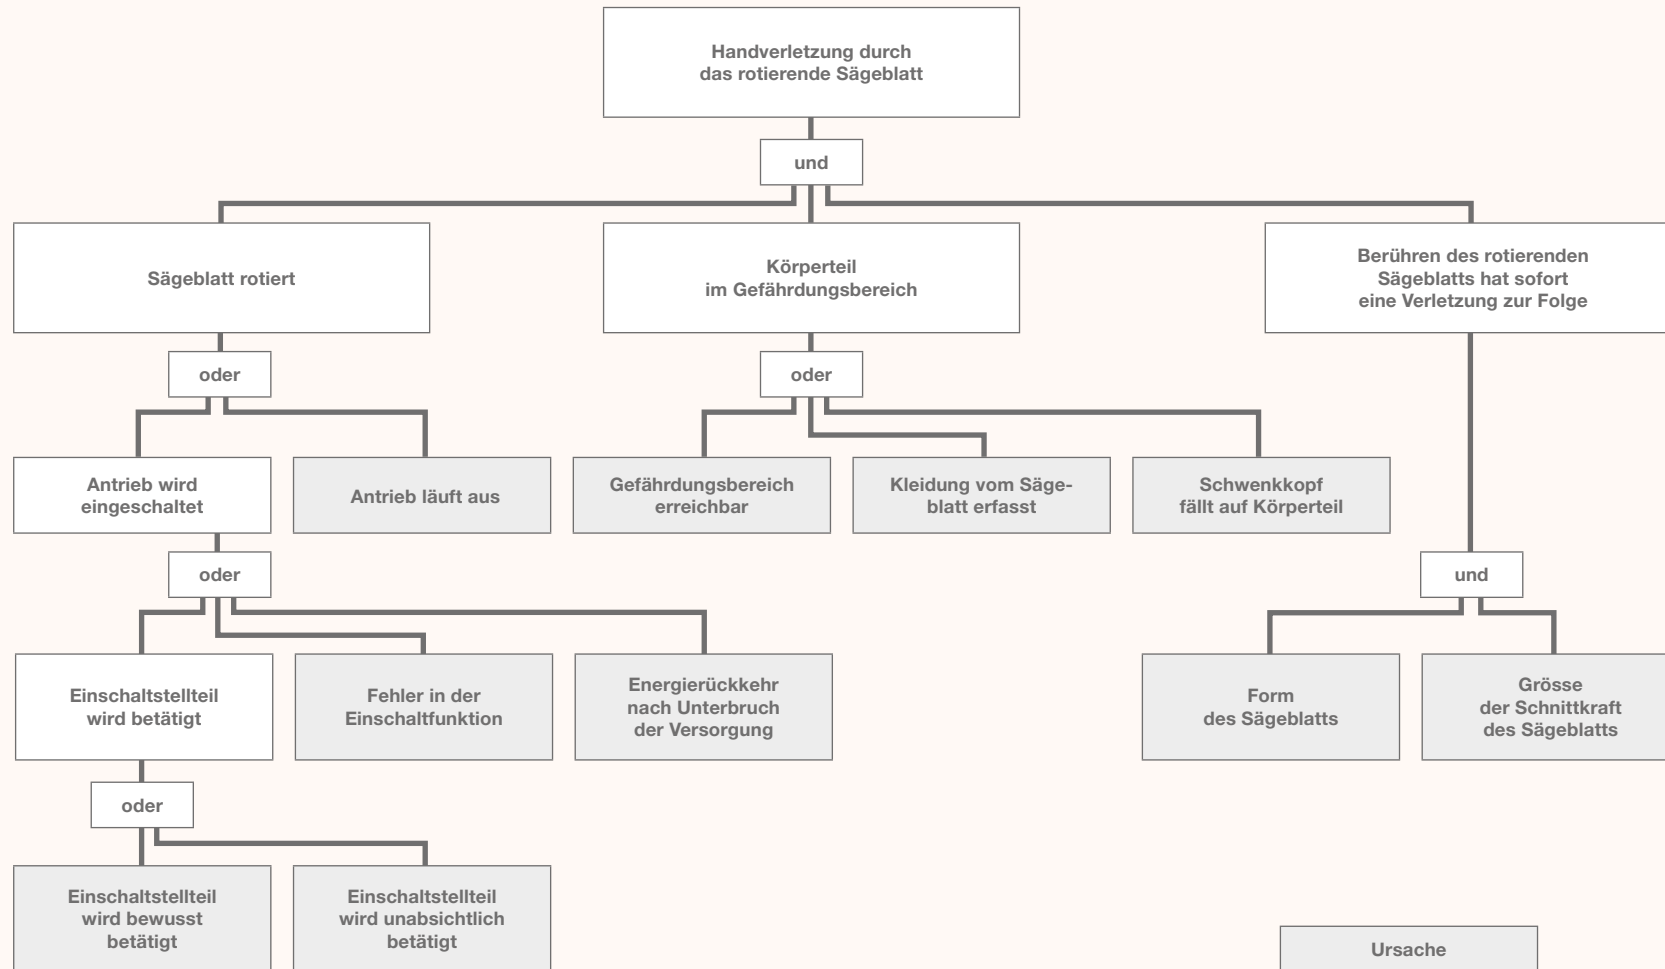 Handverletzung durch
das rotierende Sägeblatt
und
Sägeblatt rotiert
Körperteil
im Gefährdungsbereich
Berühren des rotierenden
Sägeblatts hat sofort
eine Verletzung zur Folge
oder
oder
Antrieb wird
eingeschaltet
Antrieb läuft aus
Gefährdungsbereich
erreichbar
Kleidung vom Säge-
blatt erfasst
Schwenkkopf
fällt auf Körperteil
oder
und
Einschaltstellteil
wird betätigt
Fehler in der
Einschaltfunktion
Energierückkehr
nach Unterbruch
der Versorgung
Form
des Sägeblatts
Grösse
der Schnittkraft
des Sägeblatts
oder
Einschaltstellteil
wird bewusst
betätigt
Einschaltstellteil
wird unabsichtlich
betätigt
Ursache